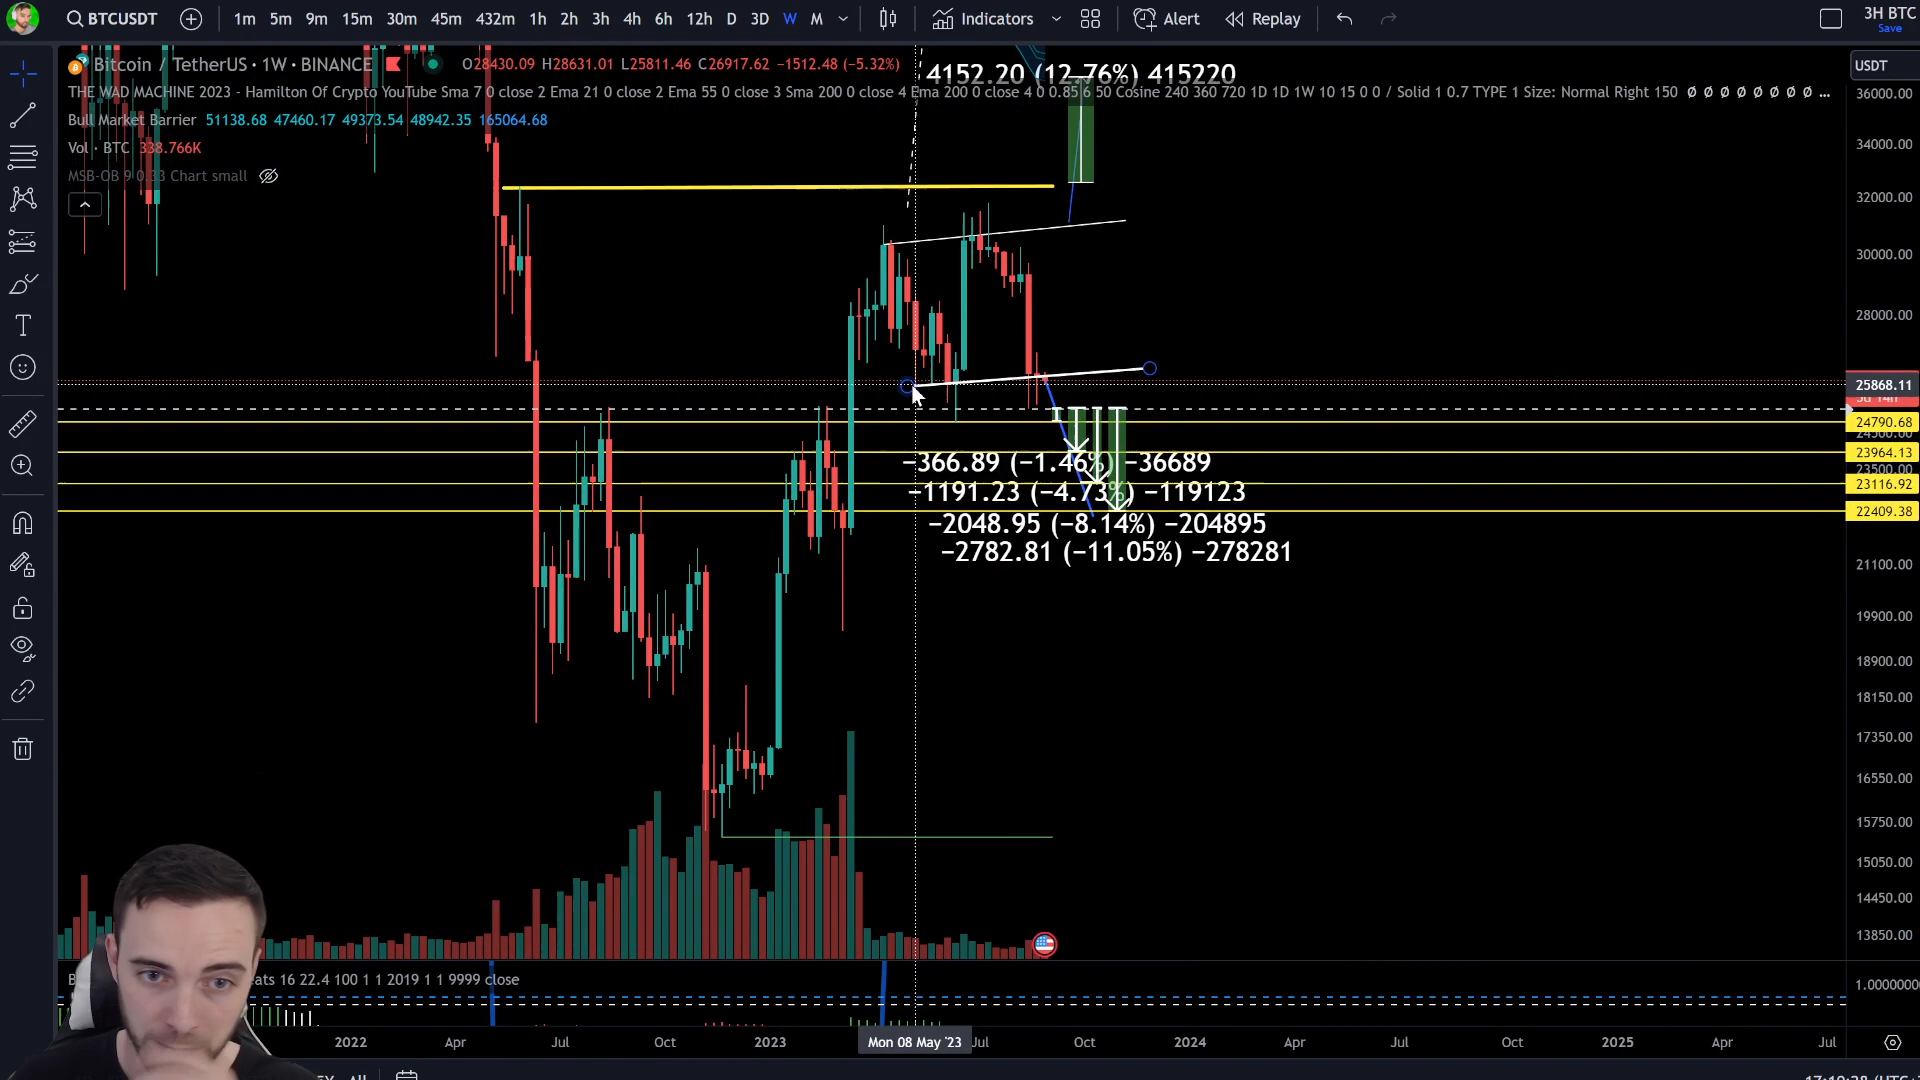 BTCUSDT 1m 5m 9m 15m 30m 45m 432m 1h 2h 3h 4h 6h 12h D 3D W M Indicators Alert Replay 3H BTC
Save
Bitcoin / TetherUS · 1W · BINANCE O28430.09 H28631.01 L25811.46 C26917.62 −1512.48 (−5.32%)
USDT
4152.20 (12.76%) 415220
THE WAD MACHINE 2023 - Hamilton Of Crypto YouTube Sma 7 0 close 2 Ema 21 0 close 2 Ema 55 0 close 3 Sma 200 0 close 4 Ema 200 0 close 4 0 0.85 6 50 Cosine 240 360 720 1D 1D 1W 10 15 0 0 / Solid 1 0.7 TYPE 1 Size: Normal Right 150 Ø Ø Ø Ø Ø Ø Ø Ø ...
36000.00
Bull Market Barrier 51138.68 47460.17 49373.54 48942.35 165064.68
Vol · BTC 338.766K
34000.00
MSB-OB 9 0.33 Chart small
32000.00
30000.00
28000.00
25868.11
5d 14h
24790.68
24300.00
23964.13
−366.89 (−1.46%) −36689
23500.00
23116.92
−1191.23 (−4.73%) −119123
22409.38
−2048.95 (−8.14%) −204895
−2782.81 (−11.05%) −278281
21100.00
19900.00
18900.00
18150.00
17350.00
16550.00
15750.00
15050.00
14450.00
13850.00
ats 16 22.4 100 1 1 2019 1 1 9999 close
1.0000000
2022 Apr Jul Oct 2023 Mon 08 May '23 Jul Oct 2024 Apr Jul Oct 2025 Apr Jul